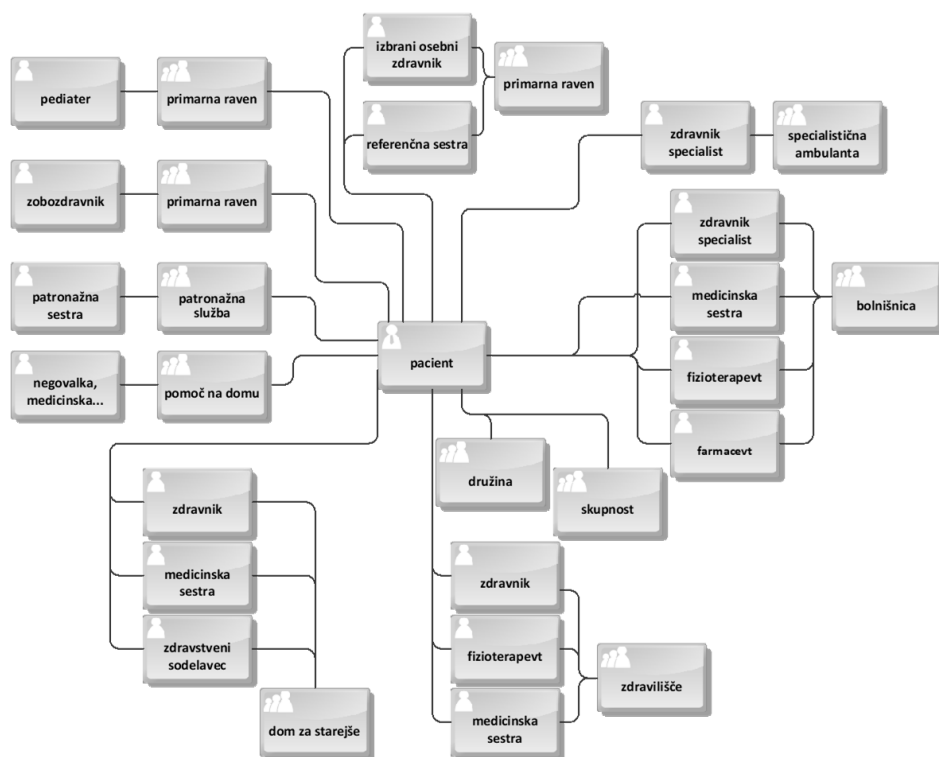 izbrani osebni
zdravnik
primarna raven
referenčna sestra
pediater
primarna raven
zdravnik
specialist
specialistična
ambulanta
zobozdravnik
primarna raven
zdravnik
specialist
medicinska
sestra
fizioterapevt
farmacevt
bolnišnica
patronažna
sestra
patronažna
služba
pacient
negovalka,
medicinska...
pomoč na domu
družina
skupnost
zdravnik
medicinska
sestra
zdravstveni
sodelavec
dom za starejše
zdravnik
fizioterapevt
medicinska
sestra
zdravilišče